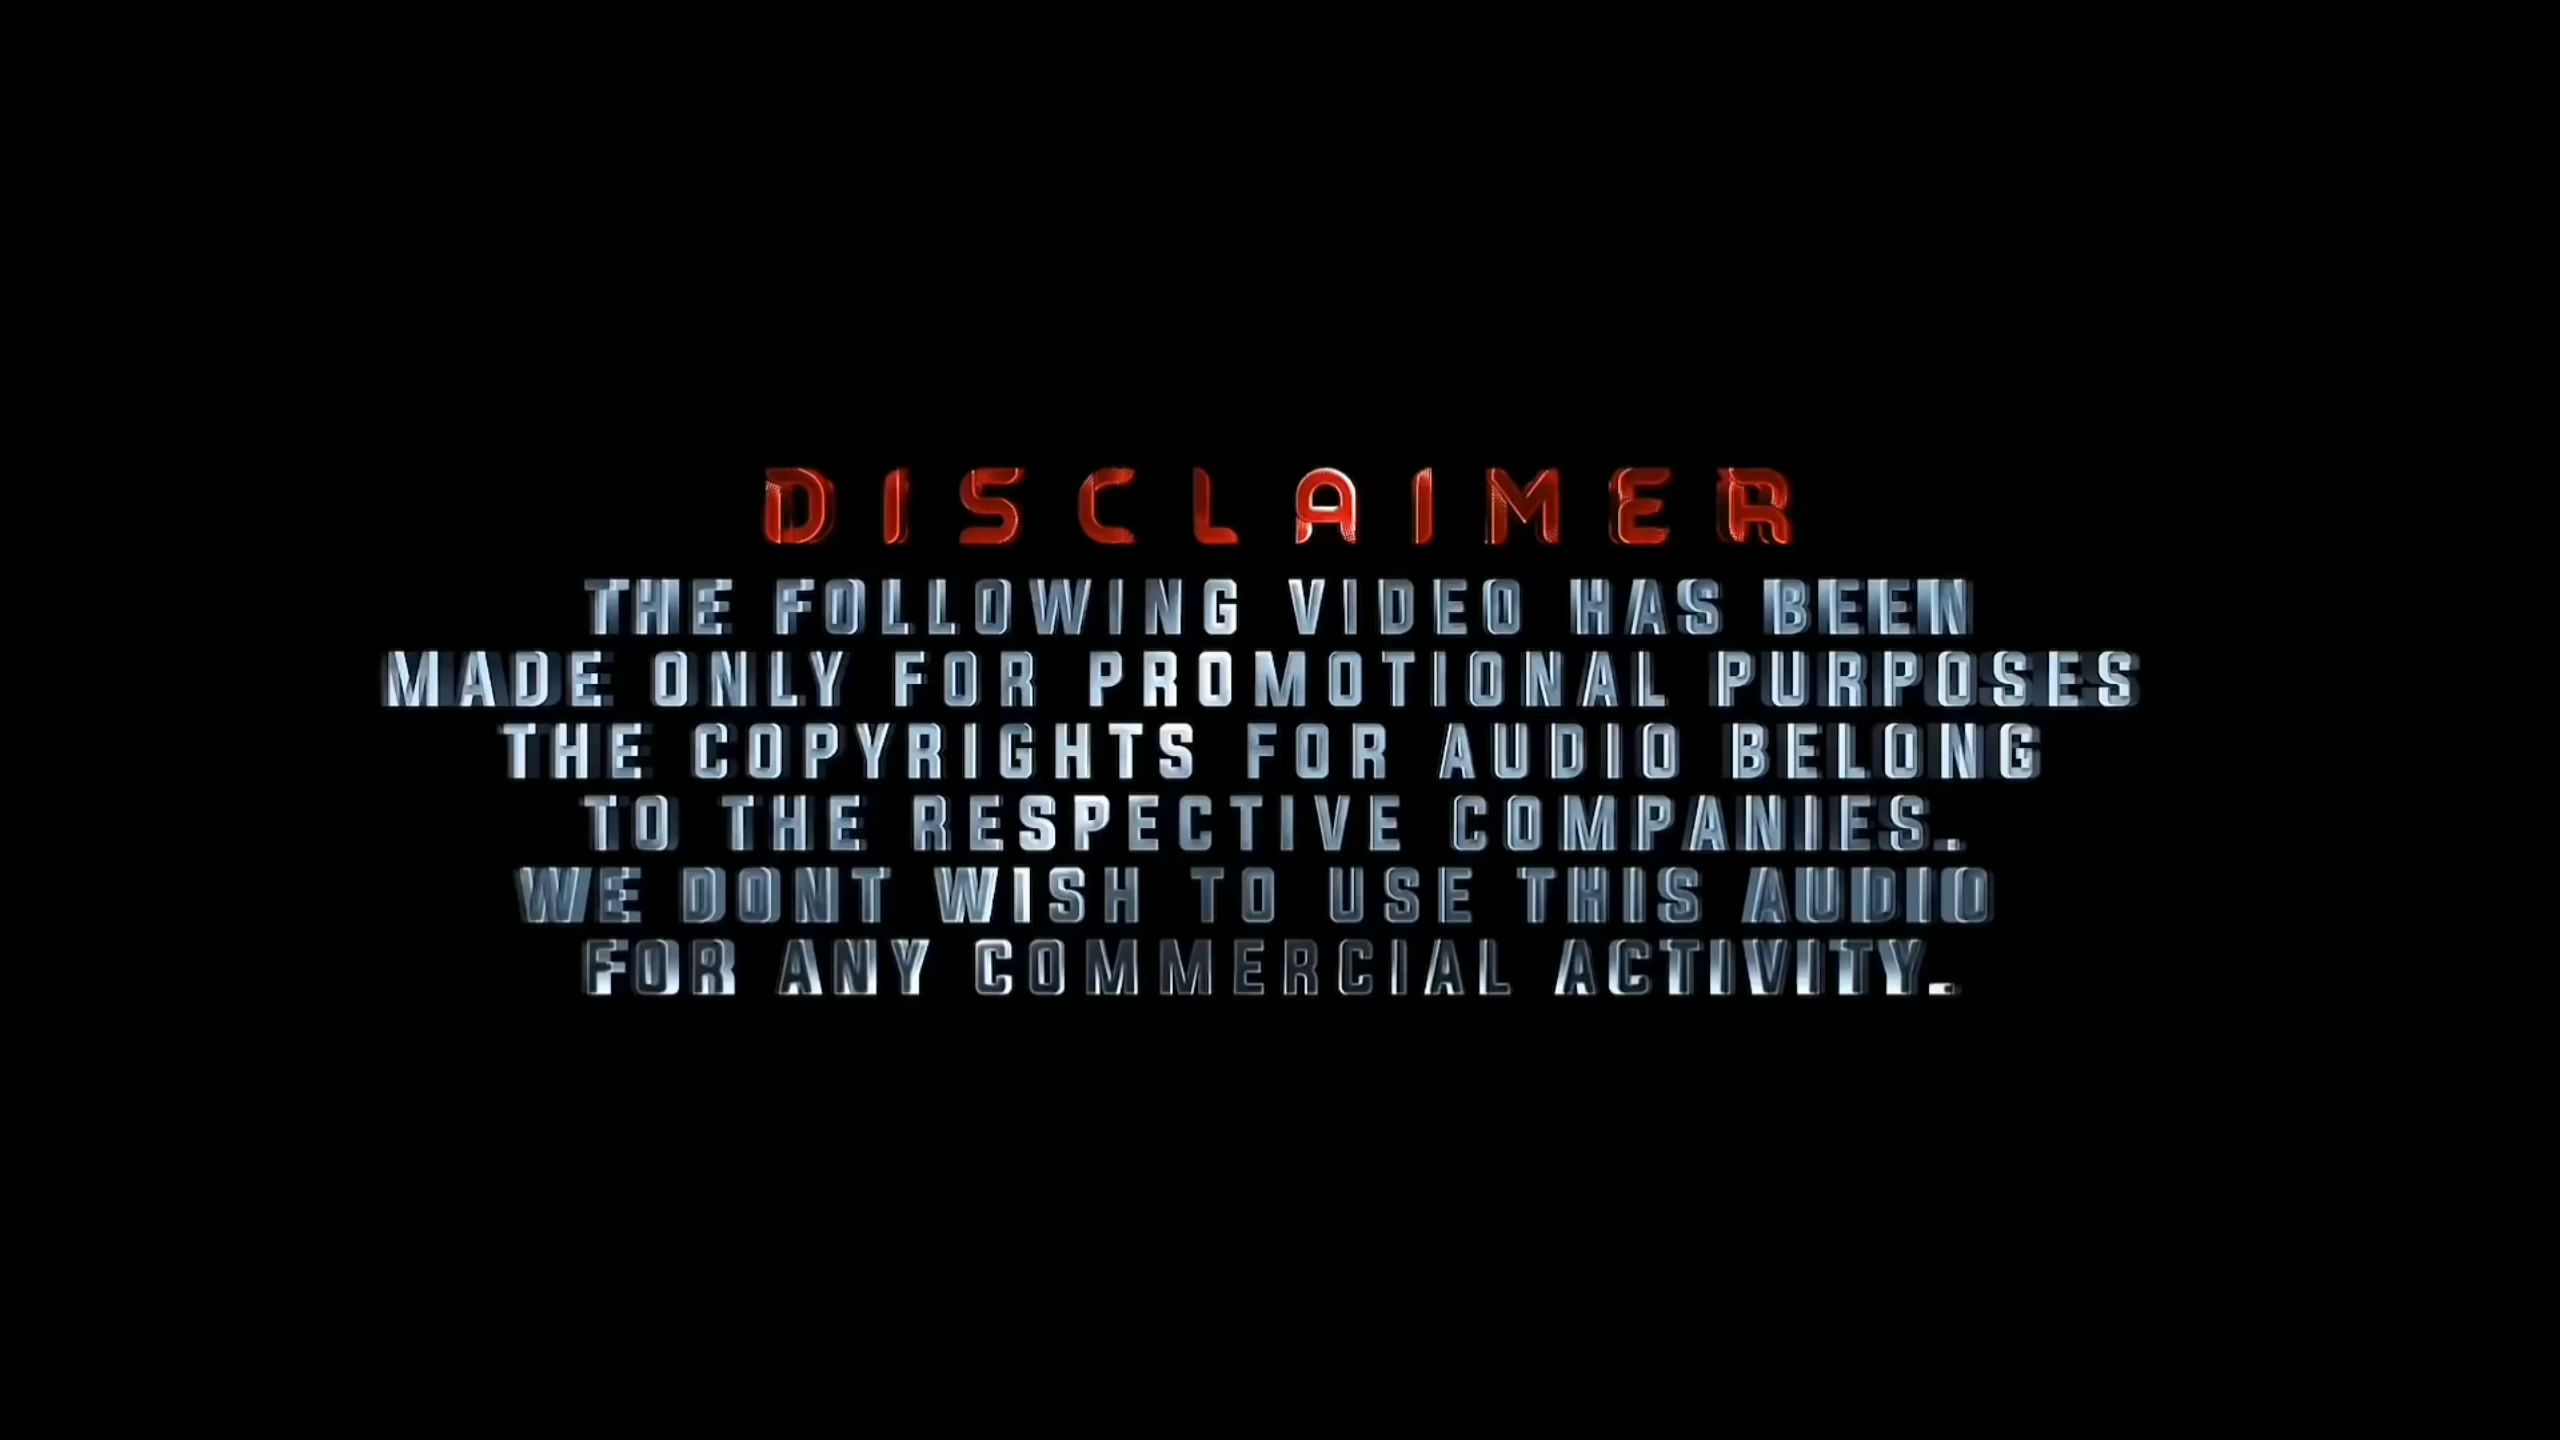 DISCLAIMER
THE FOLLOWING VIDEO HAS BEEN
MADE ONLY FOR PROMOTIONAL PURPOSES
THE COPYRIGHTS FOR AUDIO BELONG
TO THE RESPECTIVE COMPANIES.
WE DONT WISH TO USE THIS AUDIO
FOR ANY COMMERCIAL ACTIVITY.